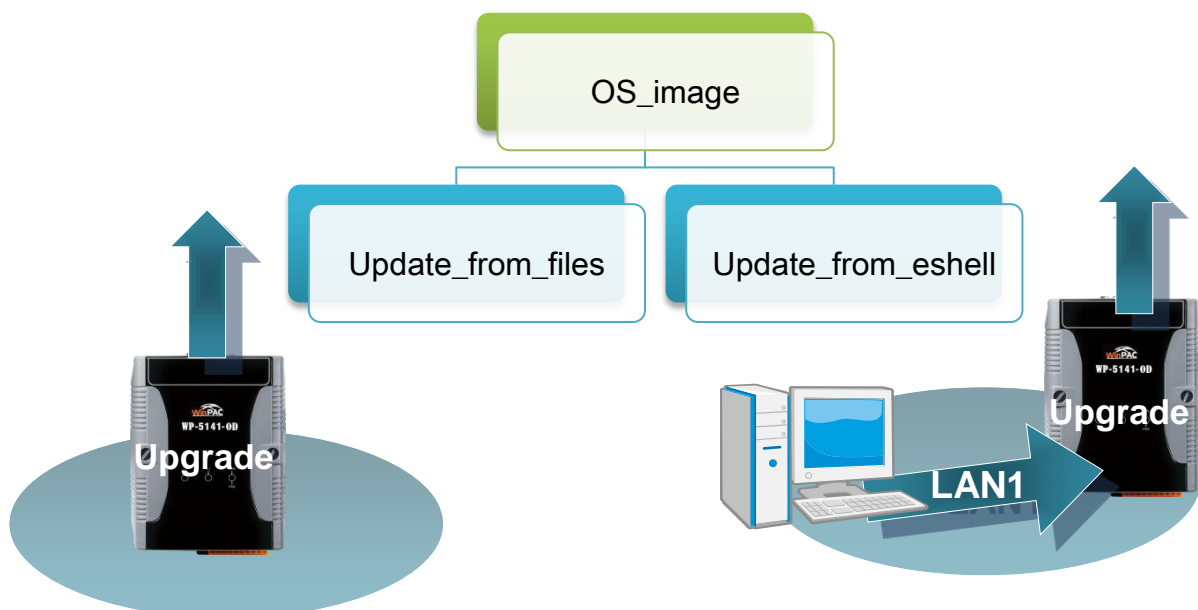 OS_image
Update_from_files
Update_from_eshell
WinPAC
WP-5141-OD
Upgrade
WinPAC
WP-5141-OD
Upgrade
LAN1